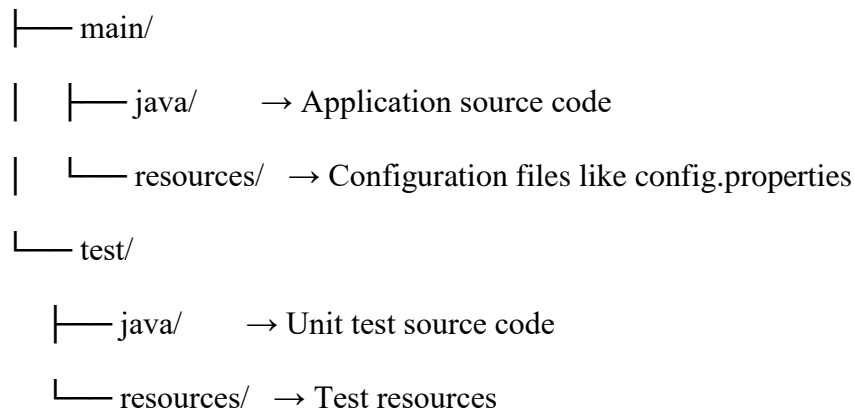 ├── main/
│ ├── java/ → Application source code
│ └── resources/ → Configuration files like config.properties
└── test/
├── java/ → Unit test source code
└── resources/ → Test resources